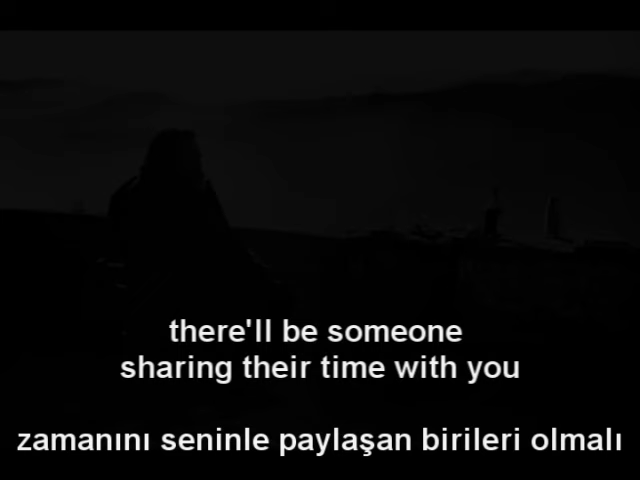 there'll be someone
sharing their time with you
zamanını seninle paylaşan birileri olmalı